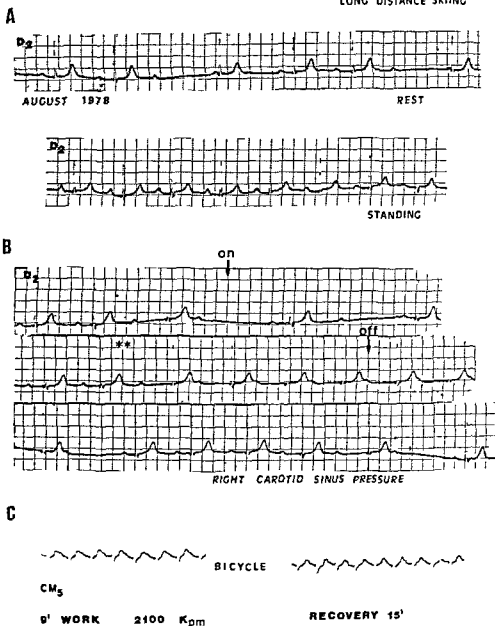 LONG DISTANCE SKIING
A
D2
AUGUST 1978 REST
D2
STANDING
B
on
D2
off
**
RIGHT CAROTID SINUS PRESSURE
C
BICYCLE
CM5
9' WORK 2100 Kpm RECOVERY 15'